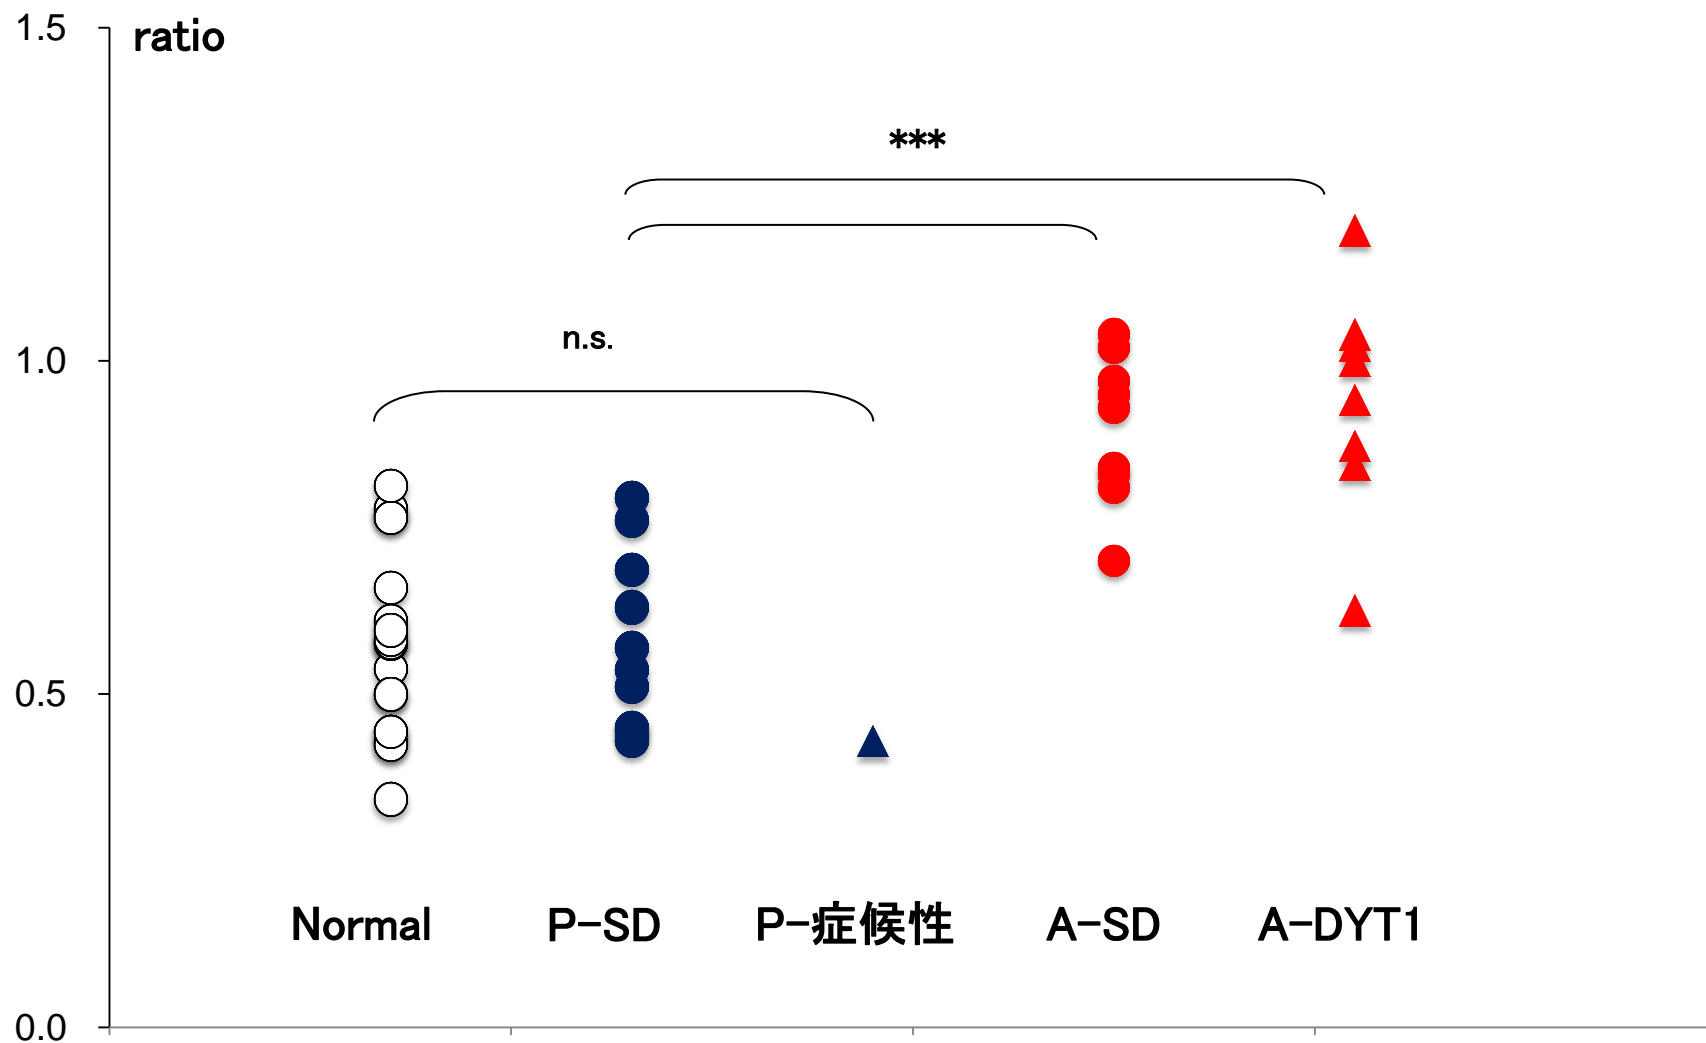 1.5
ratio
***
n.s.
1.0
0.5
Normal
P-SD
P-症候性
A-SD
A-DYT1
0.0